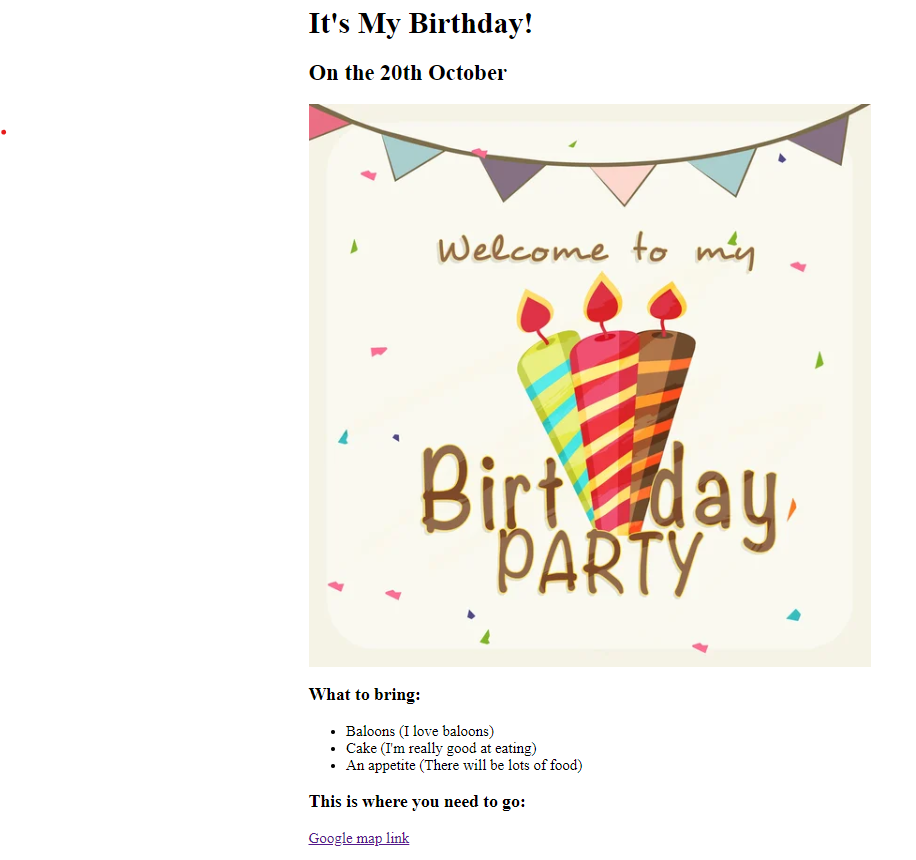 It's My Birthday!
On the 20th October
Welcome to my
Birt day
PARTY
What to bring:
Baloons (I love baloons)
Cake (I'm really good at eating)
An appetite (There will be lots of food)
This is where you need to go:
Google map link